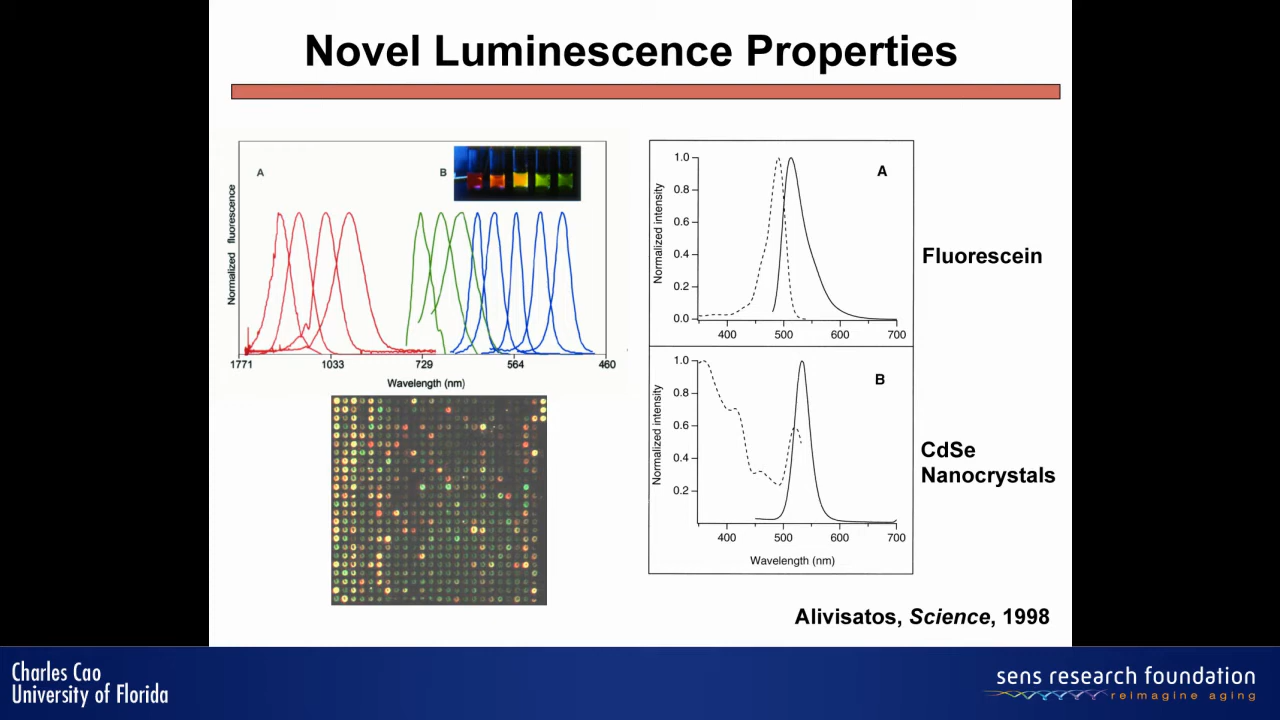 Novel Luminescence Properties
A
B
Normalized fluorescence
1771
1033
729
564
460
Wavelength (nm)
A
Normalized intensity
1.0
0.8
0.6
0.4
0.2
0.0
400
500
600
700
Fluorescein
B
Normalized intensity
1.0
0.8
0.6
0.4
0.2
400
500
600
700
Wavelength (nm)
CdSe
Nanocrystals
Alivisatos, Science, 1998
Charles Cao
University of Florida
sens research foundation
reimagine aging